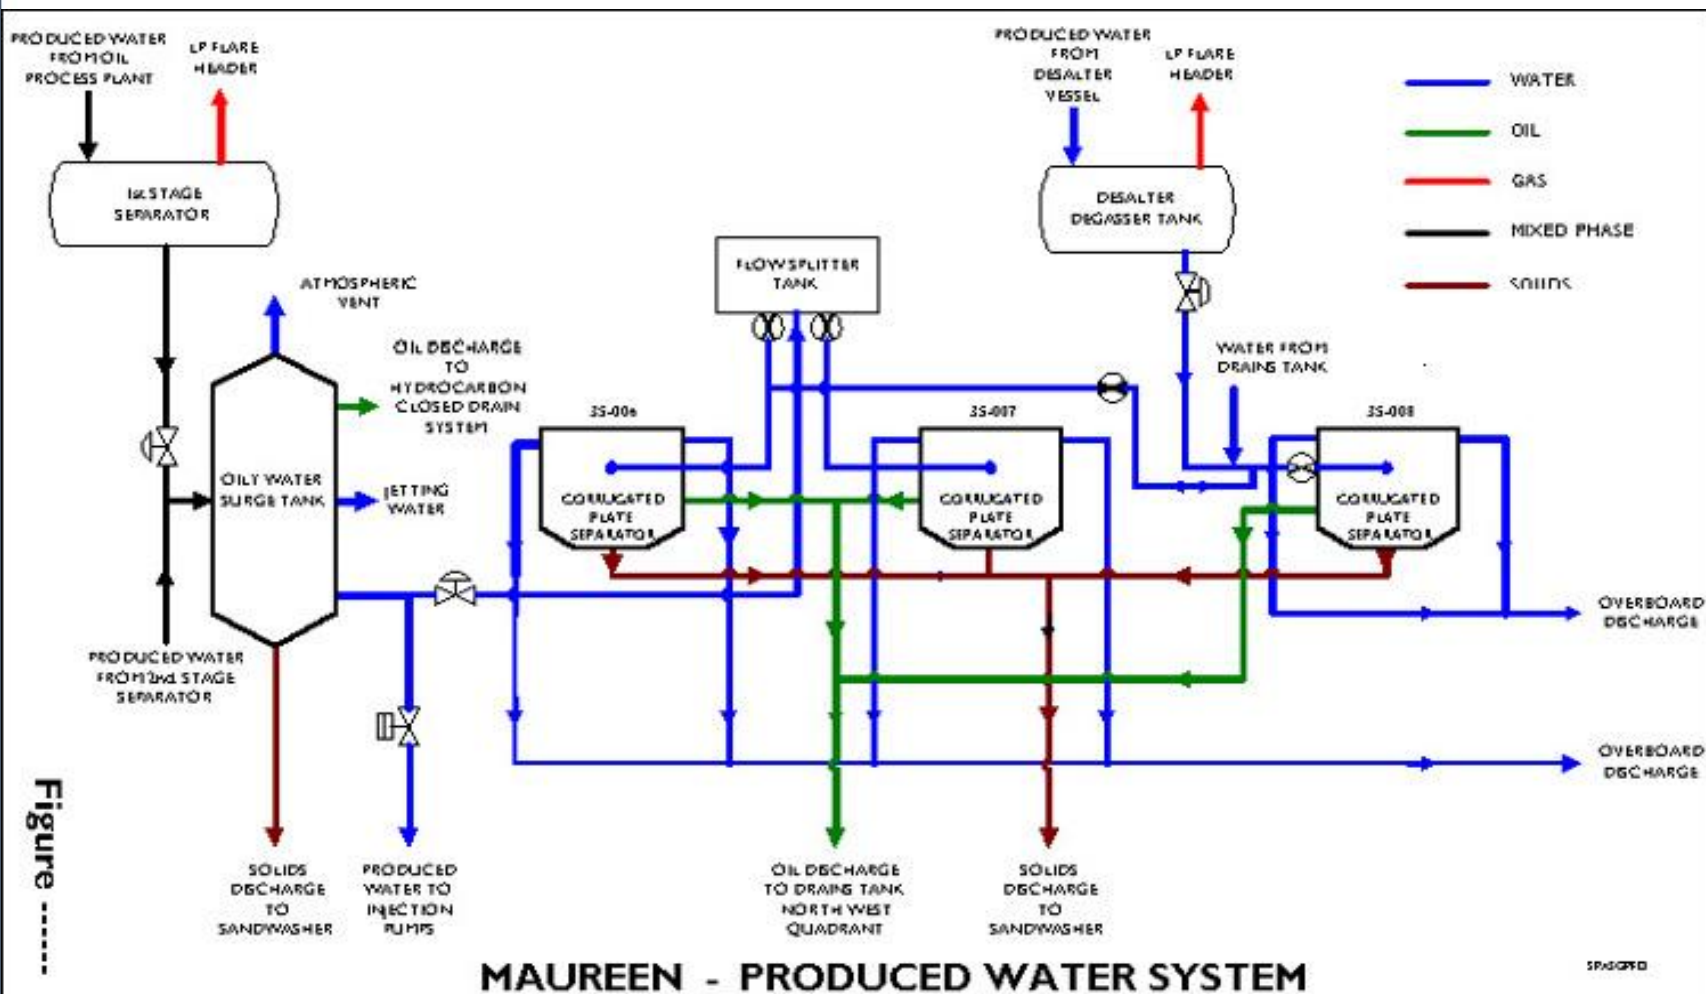 PRODUCED WATER
FROM OIL
PROCESS PLANT
LP FLARE
HEADER
PRODUCED WATER
FROM
DESALTER
VESSEL
LP FLARE
HEADER
WATER
OIL
GAS
MIXED PHASE
SOLIDS
1st STAGE
SEPARATOR
DESALTER
DEGASSER TANK
FLOW SPLITTER
TANK
ATMOSPHERIC
VENT
OIL DISCHARGE
TO
HYDROCARBON
CLOSED DRAIN
SYSTEM
WATER FROM
DRAINS TANK
35-006
35-007
35-008
OILY WATER
SURGE TANK
JETTING
WATER
CORRUGATED
PLATE
SEPARATOR
CORRUGATED
PLATE
SEPARATOR
CORRUGATED
PLATE
SEPARATOR
PRODUCED WATER
FROM 2nd STAGE
SEPARATOR
OVERBOARD
DISCHARGE
OVERBOARD
DISCHARGE
SOLIDS
DISCHARGE
TO
SANDWASHER
PRODUCED
WATER TO
INJECTION
PUMPS
OIL DISCHARGE
TO DRAINS TANK
NORTH WEST
QUADRANT
SOLIDS
DISCHARGE
TO
SANDWASHER
Figure ------
MAUREEN - PRODUCED WATER SYSTEM